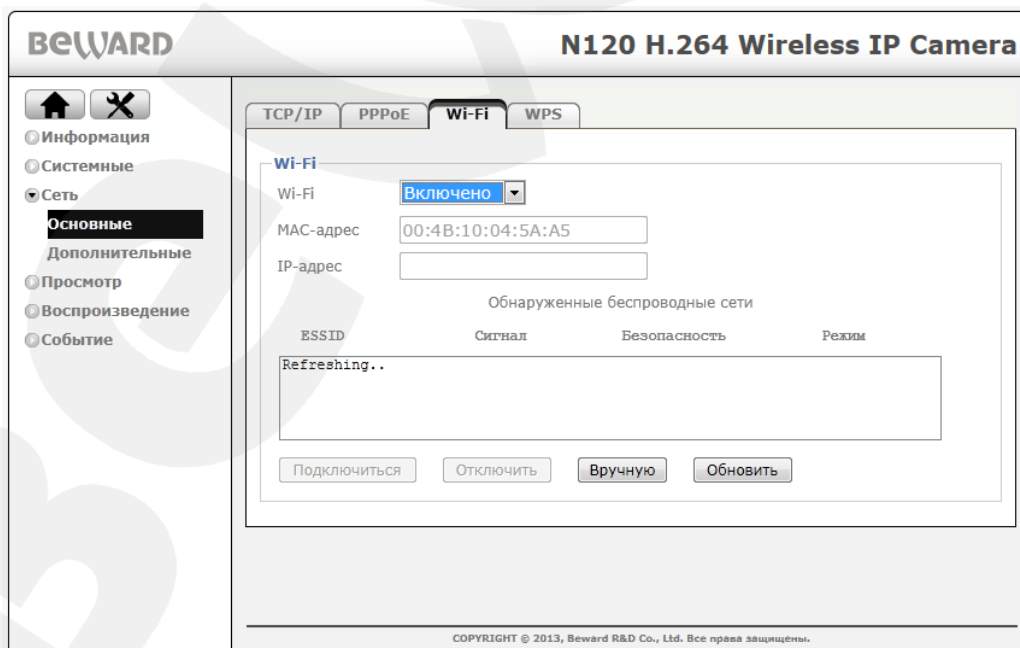 BEWARD
N120 H.264 Wireless IP Camera
Информация
Системные
Сеть
Основные
Дополнительные
Просмотр
Воспроизведение
Событие
TCP/IP PPPoE Wi-Fi WPS
Wi-Fi
Wi-Fi Включено
MAC-адрес 00:4B:10:04:5A:A5
IP-адрес
Обнаруженные беспроводные сети
ESSID Сигнал Безопасность Режим
Refreshing..
Подключиться Отключить Вручную Обновить
COPYRIGHT © 2013, Beward R&D Co., Ltd. Все права защищены.